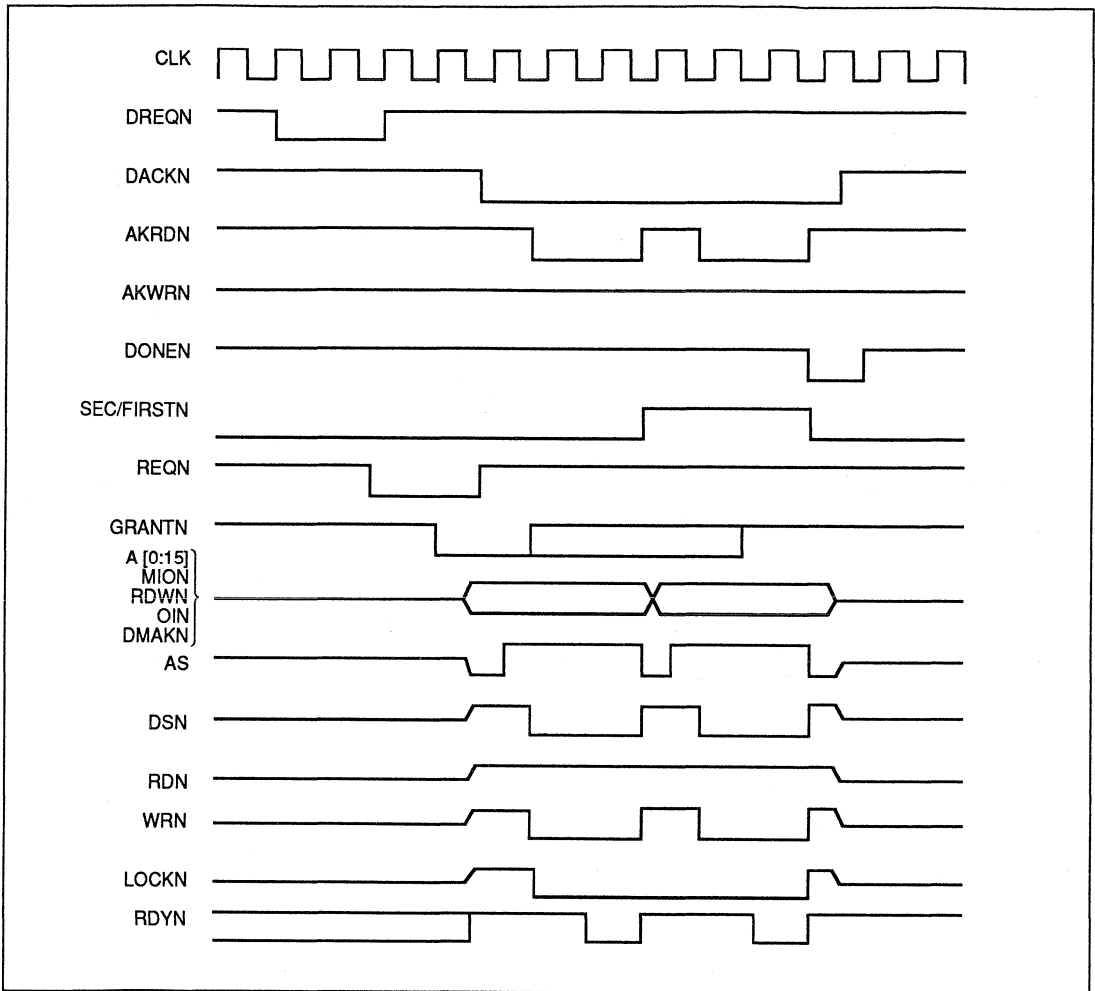 CLK
DREQN
DACKN
AKRDN
AKWRN
DONEN
SEC/FIRSTN
REQN
GRANTN
A [0:15]
MION
RDWN
OIN
DMAKN
AS
DSN
RDN
WRN
LOCKN
RDYN